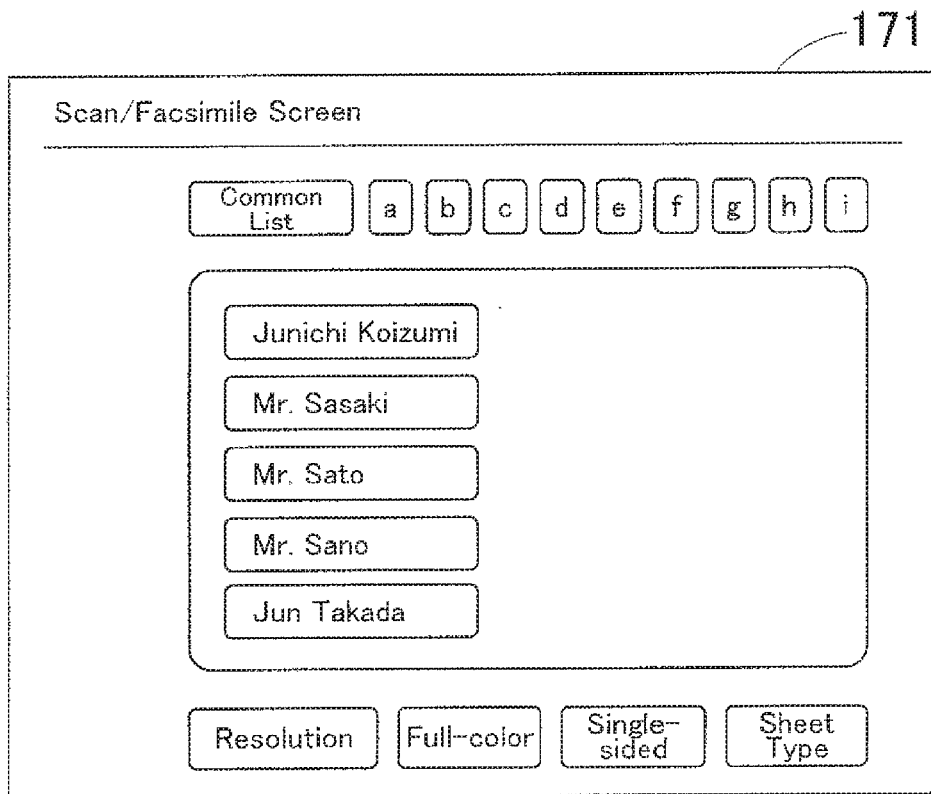 171
Scan/Facsimile Screen
Common
List
a b c d e f g h i
Junichi Koizumi
Mr. Sasaki
Mr. Sato
Mr. Sano
Jun Takada
Resolution Full-color Single-
sided Sheet
Type